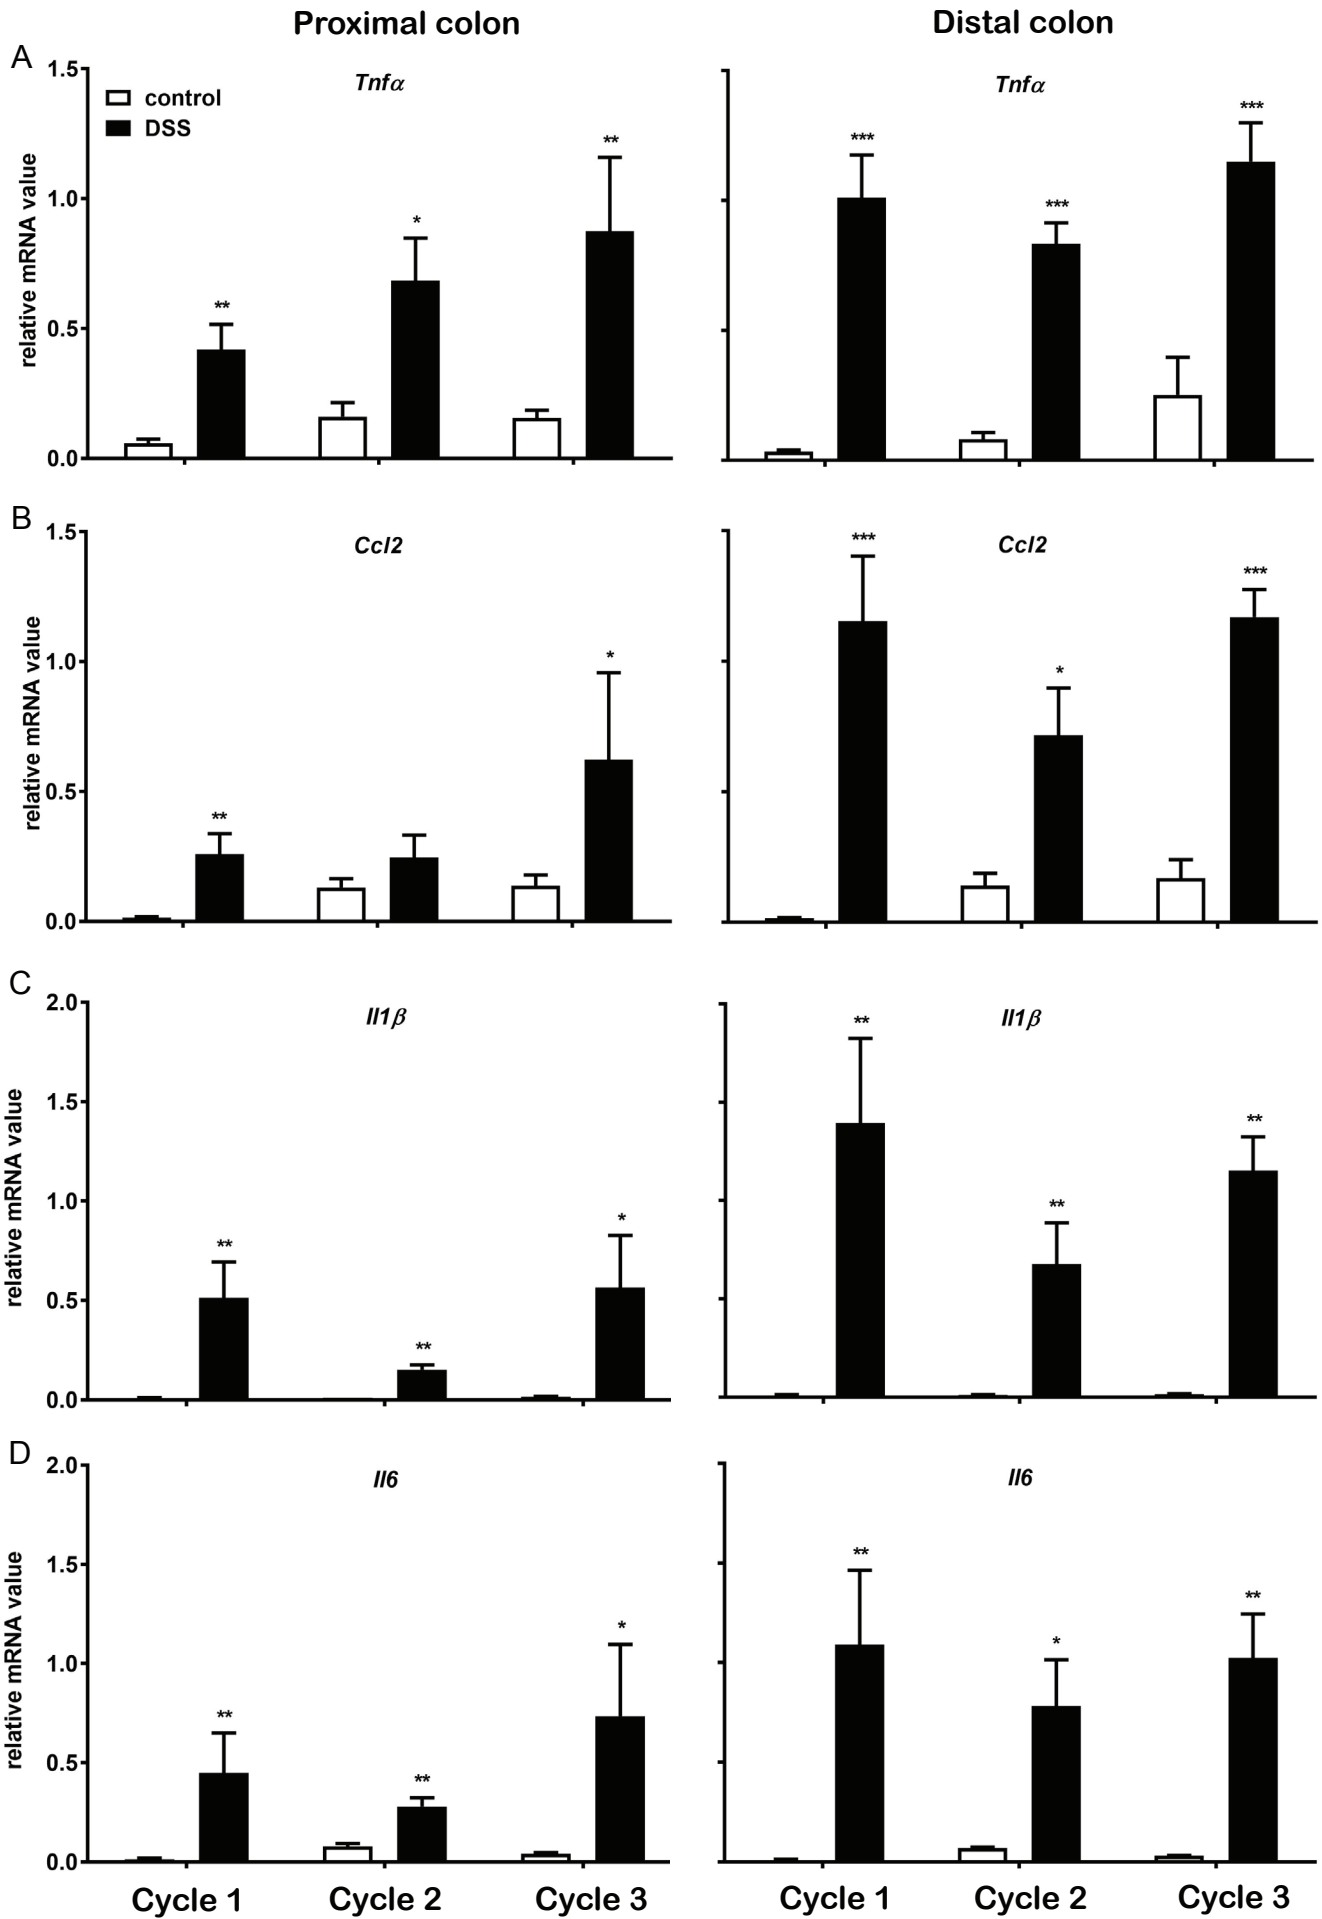 Proximal colon
Distal colon
A
Tnfα
Tnfα
control
DSS
relative mRNA value
1.5
1.0
0.5
0.0
**
*
**
***
***
***
B
Ccl2
Ccl2
relative mRNA value
1.5
1.0
0.5
0.0
**
*
***
*
***
C
Il1β
Il1β
relative mRNA value
2.0
1.5
1.0
0.5
0.0
**
**
*
**
**
**
D
Il6
Il6
relative mRNA value
2.0
1.5
1.0
0.5
0.0
**
**
*
**
*
**
Cycle 1
Cycle 2
Cycle 3
Cycle 1
Cycle 2
Cycle 3